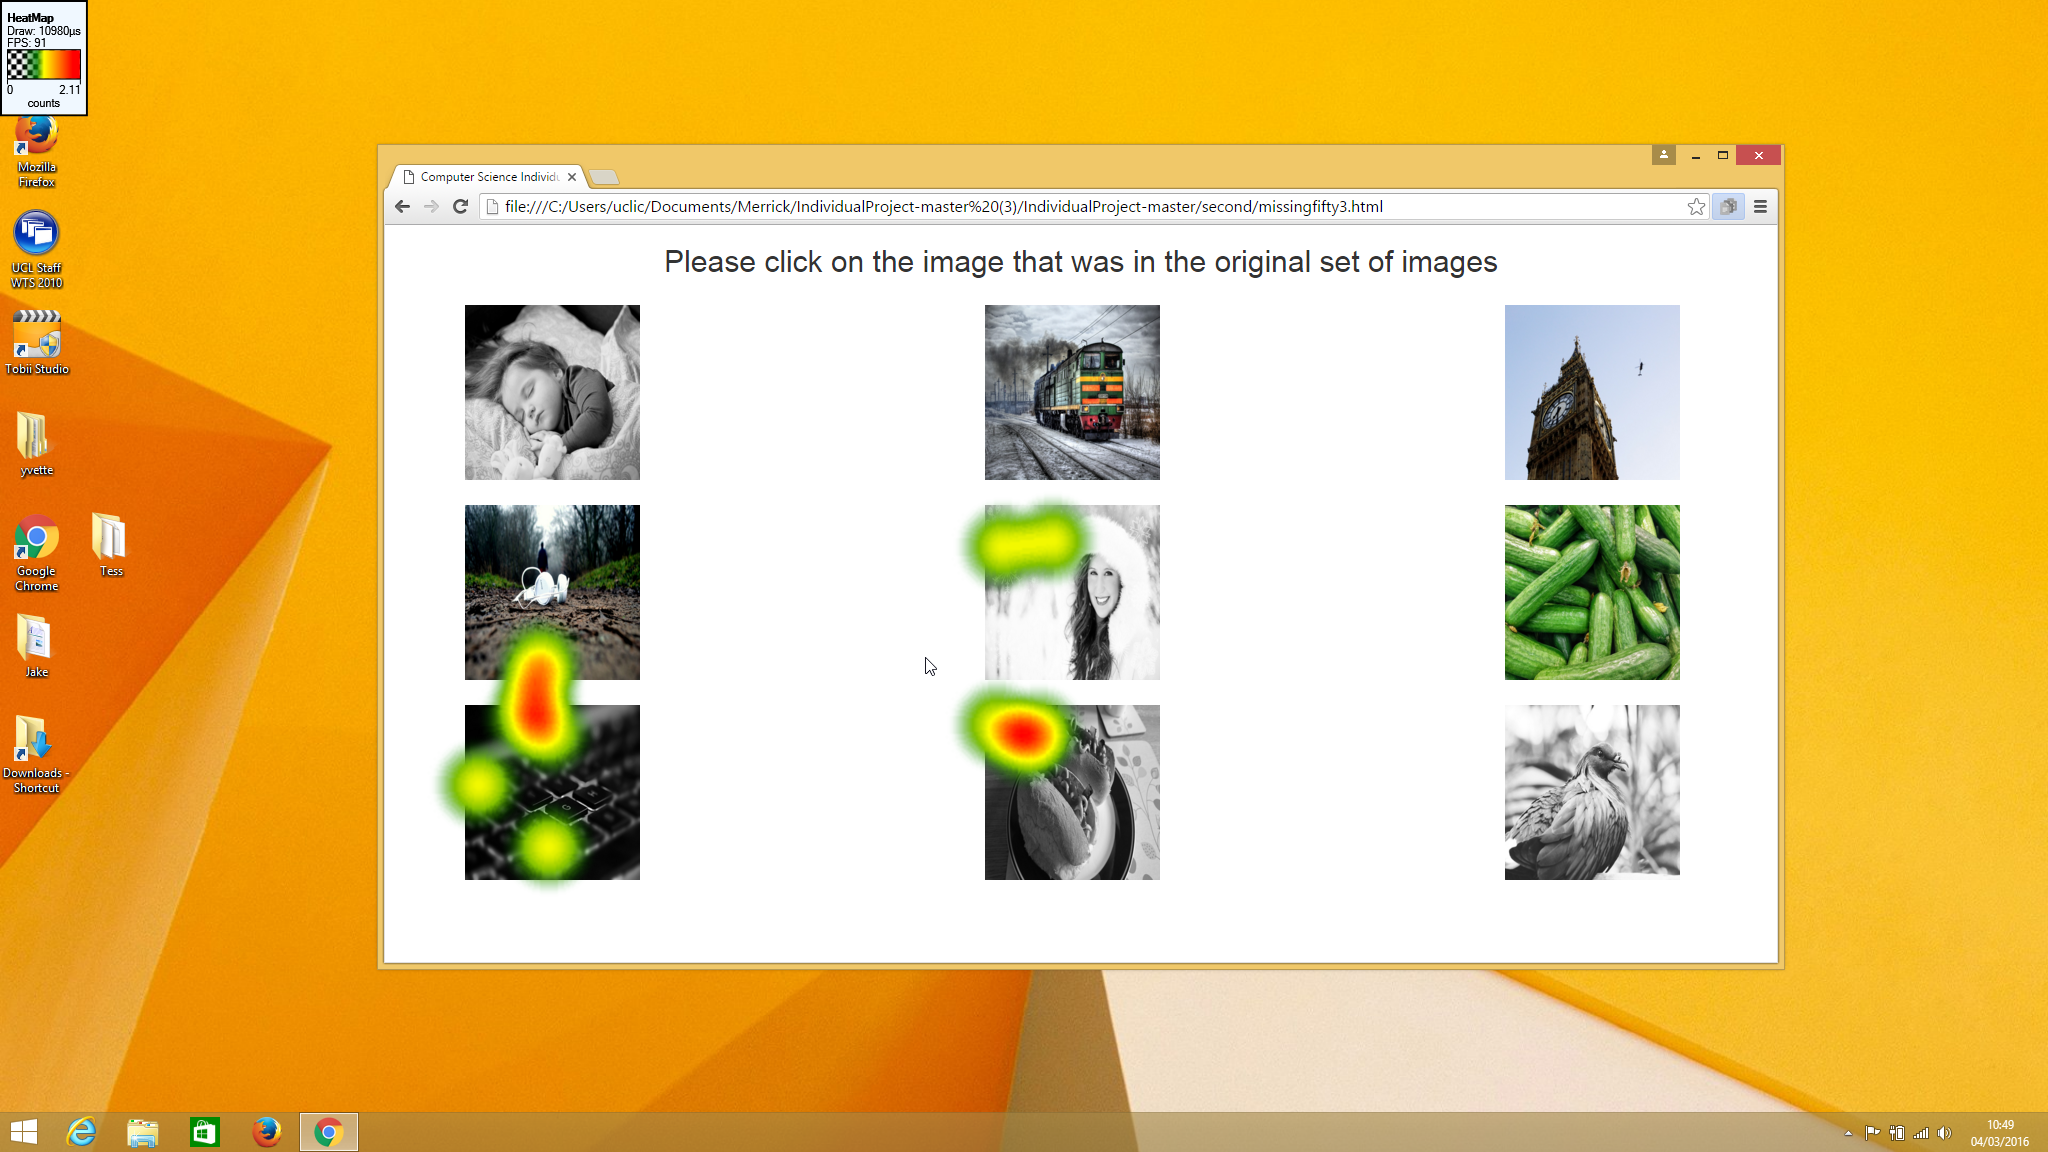 HeatMap
Draw: 10980µs
FPS: 91
0 2.11
counts
Mozilla
Firefox
UCL Staff
WTS 2010
Tobii Studio
yvette
Google
Chrome
Tess
Jake
Downloads -
Shortcut
Computer Science Individu
file:///C:/Users/uclic/Documents/Merrick/IndividualProject-master%20(3)/IndividualProject-master/second/missingfifty3.html
Please click on the image that was in the original set of images
10:49
04/03/2016